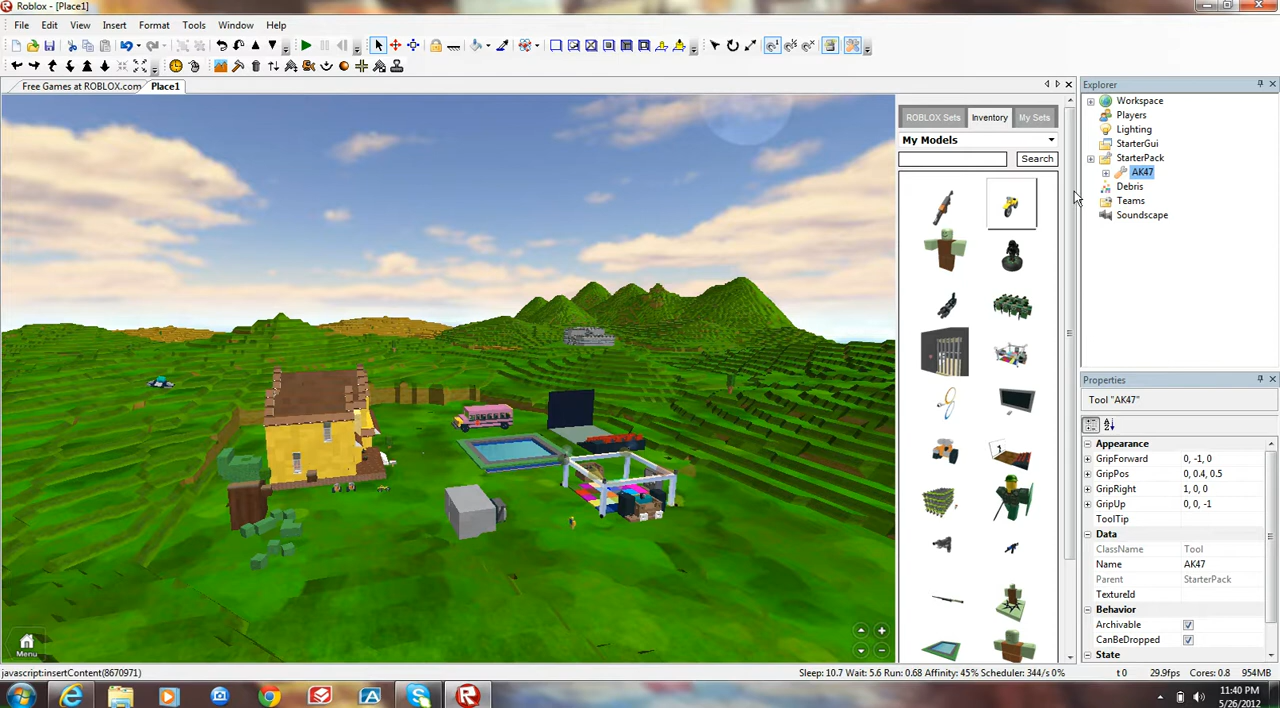 Roblox - [Place1]
File Edit View Insert Format Tools Window Help
Free Games at ROBLOX.com Place1
Explorer
Workspace
Players
Lighting
StarterGui
StarterPack
AK47
Debris
Teams
Soundscape
ROBLOX Sets Inventory My Sets
My Models
Search
Properties
Tool "AK47"
Appearance
GripForward 0, -1, 0
GripPos 0, 0.4, 0.5
GripRight 1, 0, 0
GripUp 0, 0, -1
ToolTip
Data
ClassName Tool
Name AK47
Parent StarterPack
TextureId
Behavior
Archivable
CanBeDropped
State
Menu
javascript:insertContent(8670971)
Sleep: 10.7 Wait: 5.6 Run: 0.68 Affinity: 45% Scheduler: 344/s 0% t 0 29.9fps Cores: 0.8 954MB
11:40 PM
5/26/2012